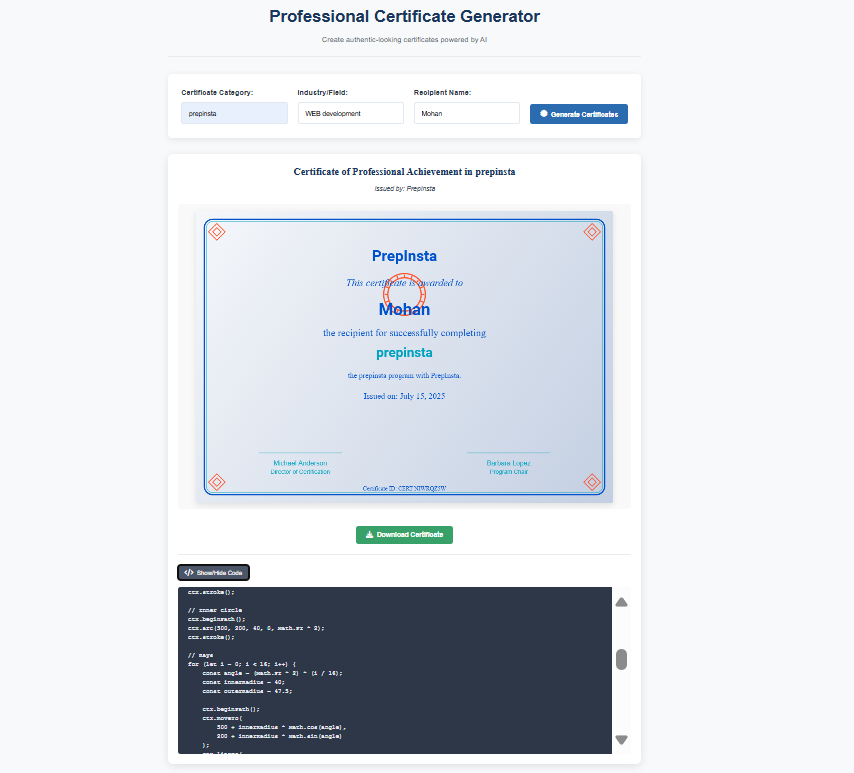 Professional Certificate Generator
Create authentic-looking certificates powered by AI
Certificate Category: Industry/Field: Recipient Name:
prepinsta WEB development Mohan Generate Certificates
Certificate of Professional Achievement in prepinsta
Issued by: PrepInsta
PrepInsta
This certificate is awarded to
Mohan
the recipient for successfully completing
prepinsta
the prepinsta program with PrepInsta.
Issued on: July 15, 2025
Michael Anderson Barbara Lopez
Director of Certification Program Chair
Certificate ID:
Download Certificate
</> Show/Hide Code
ctx.stroke();
// Inner circle
ctx.beginPath();
ctx.arc(500, 200, 40, 0, Math.PI * 2);
ctx.stroke();
// Rays
for (let i = 0; i < 16; i++) {
const angle = (Math.PI * 2) * (i / 16);
const innerRadius = 40;
const outerRadius = 47.5;
ctx.beginPath();
ctx.moveTo(
500 + innerRadius * Math.cos(angle),
200 + innerRadius * Math.sin(angle)
);